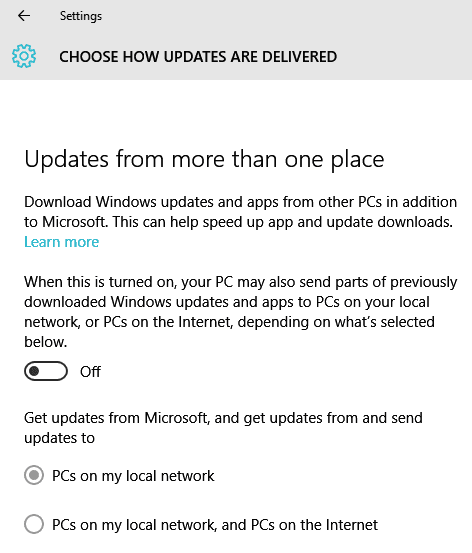 Settings
CHOOSE HOW UPDATES ARE DELIVERED
Updates from more than one place
Download Windows updates and apps from other PCs in addition
to Microsoft. This can help speed up app and update downloads.
Learn more
When this is turned on, your PC may also send parts of previously
downloaded Windows updates and apps to PCs on your local
network, or PCs on the Internet, depending on what's selected
below.
Off
Get updates from Microsoft, and get updates from and send
updates to
PCs on my local network
PCs on my local network, and PCs on the Internet